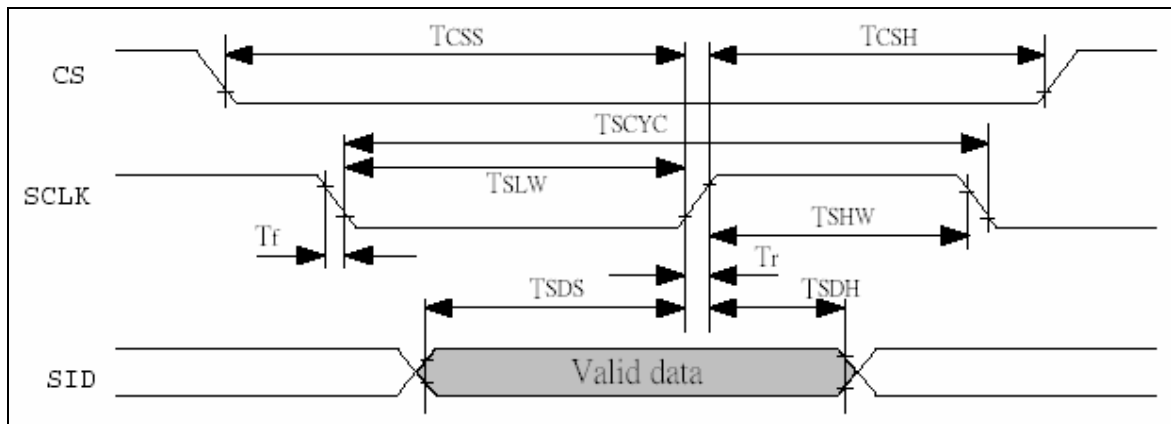 TCSS
TCSH
CS
TSCYC
TSLW
SCLK
TSHW
Tf
Tr
TSDS
TSDH
Valid data
SID